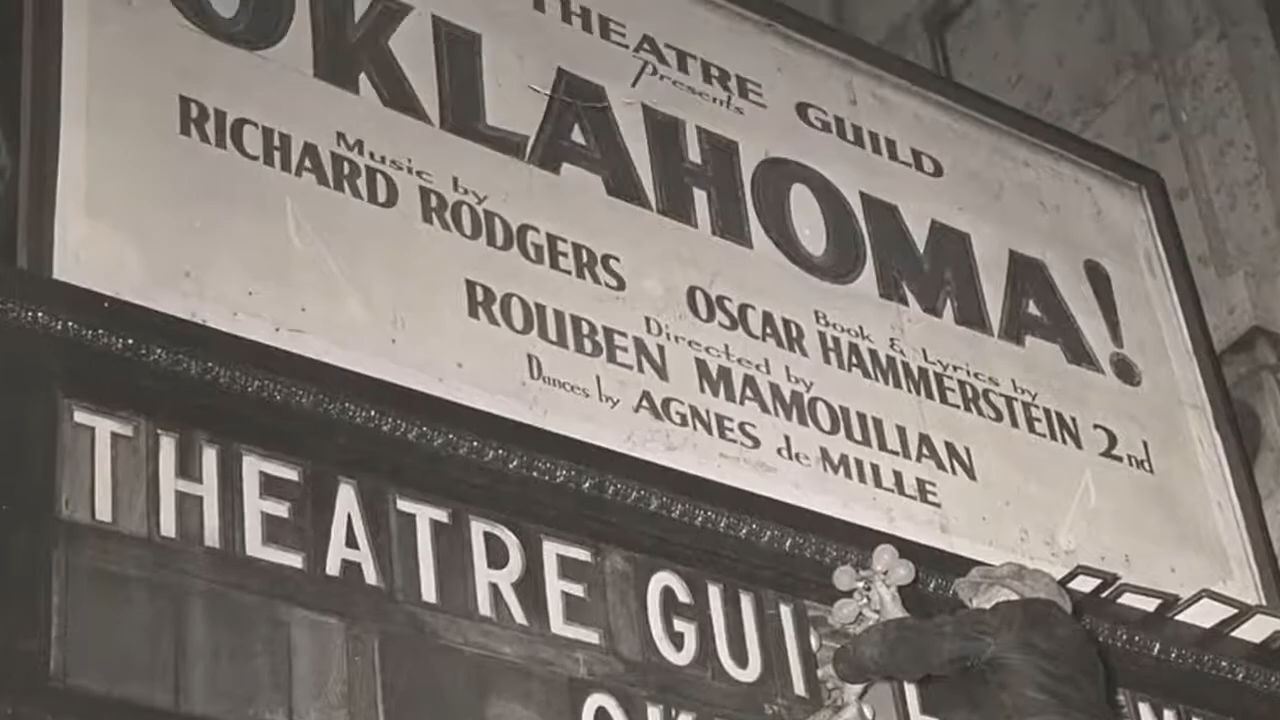 THEATRE GUILD
presents
OKLAHOMA!
Music by
RICHARD RODGERS
Book & Lyrics by
OSCAR HAMMERSTEIN 2nd
Directed by
ROUBEN MAMOULIAN
Dances by AGNES de MILLE
THEATRE GUI
OK